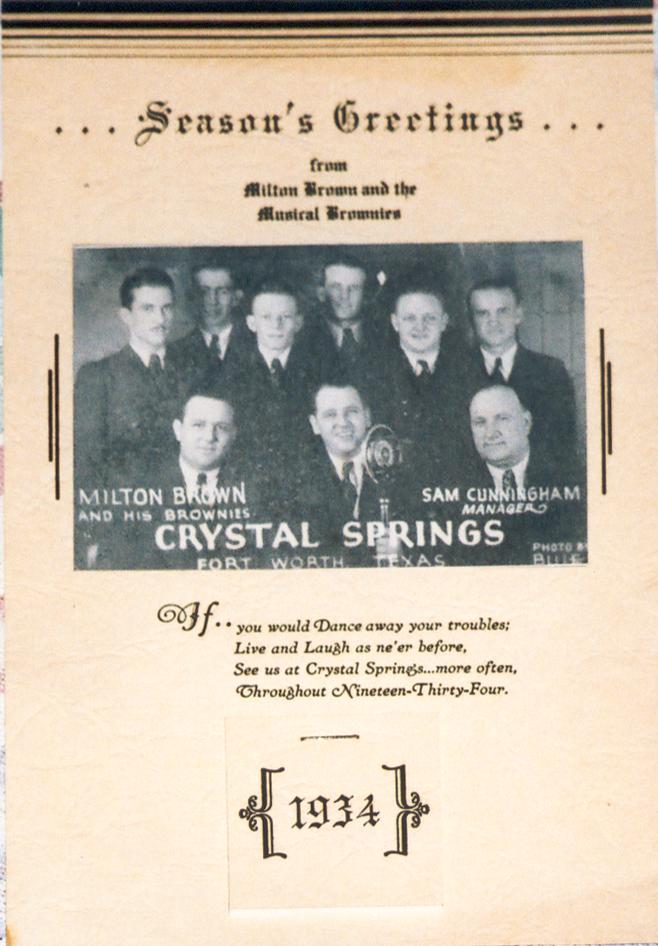 ... Season's Greetings ...
from
Milton Brown and the
Musical Brownies
MILTON BROWN
AND HIS BROWNIES
SAM CUNNINGHAM
MANAGER
CRYSTAL SPRINGS
FORT WORTH, TEXAS
PHOTO BY
BLUE
If.. you would Dance away your troubles;
Live and Laugh as ne'er before,
See us at Crystal Springs...more often,
Throughout Nineteen-Thirty-Four.
1934